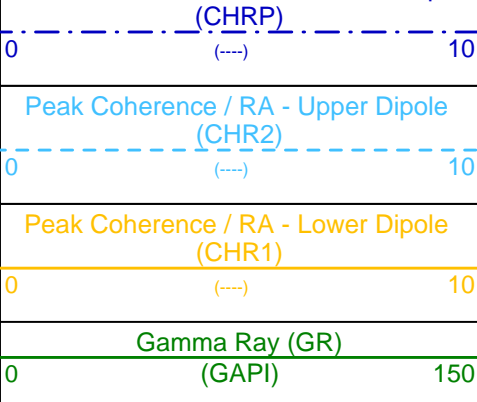 (CHRP)
0 (----) 10
Peak Coherence / RA - Upper Dipole
(CHR2)
0 (----) 10
Peak Coherence / RA - Lower Dipole
(CHR1)
0 (----) 10
Gamma Ray (GR)
0 (GAPI) 150